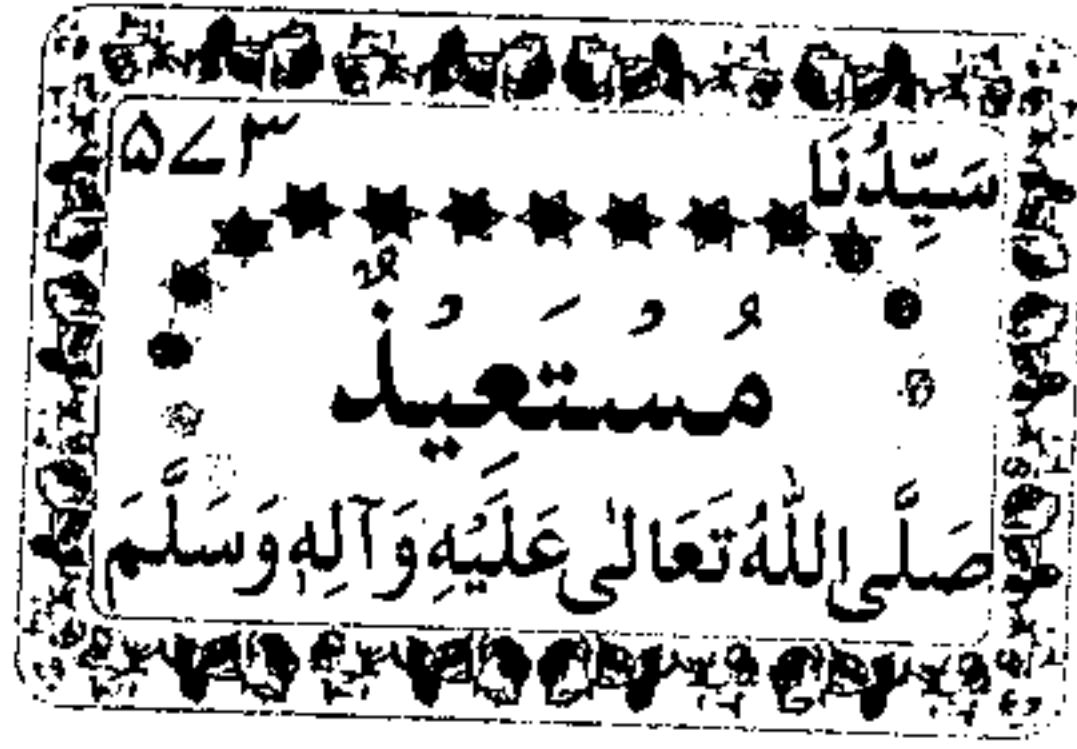 سَيِّدُنَا
۵۷۳
مُسْتَعِيْذٌ
صَلَّى اللّٰهُ تَعَالٰى عَلَيْهِ وَآلِهٖ وَسَلَّمَ